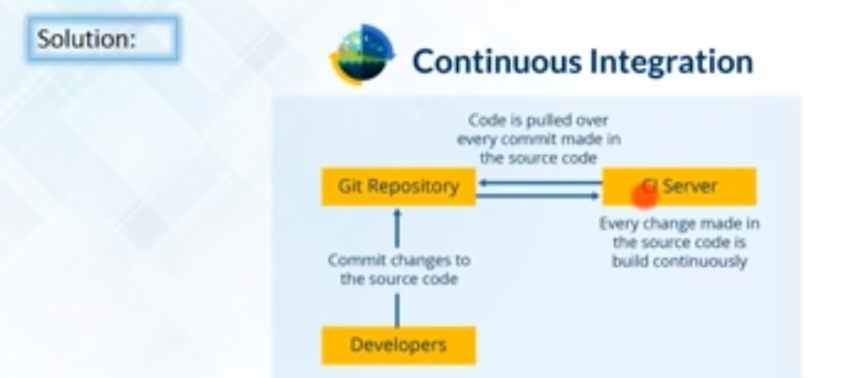 Solution:
Continuous Integration
Code is pulled over
every commit made in
the source code
Git Repository
CI Server
Every change made in
the source code is
build continuously
Commit changes to
the source code
Developers